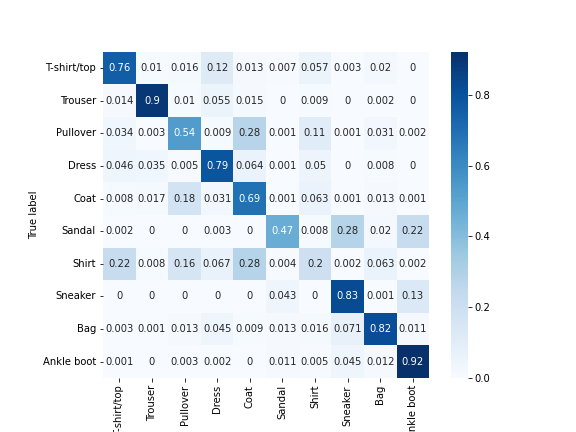 T-shirt/top 0.76 0.01 0.016 0.12 0.013 0.007 0.057 0.003 0.02 0
Trouser 0.014 0.9 0.01 0.055 0.015 0 0.009 0 0.002 0
Pullover 0.034 0.003 0.54 0.009 0.28 0.001 0.11 0.001 0.031 0.002
Dress 0.046 0.035 0.005 0.79 0.064 0.001 0.05 0 0.008 0
Coat 0.008 0.017 0.18 0.031 0.69 0.001 0.063 0.001 0.013 0.001
Sandal 0.002 0 0 0.003 0 0.47 0.008 0.28 0.02 0.22
Shirt 0.22 0.008 0.16 0.067 0.28 0.004 0.2 0.002 0.063 0.002
Sneaker 0 0 0 0 0 0.043 0 0.83 0.001 0.13
Bag 0.003 0.001 0.013 0.045 0.009 0.013 0.016 0.071 0.82 0.011
Ankle boot 0.001 0 0.003 0.002 0 0.011 0.005 0.045 0.012 0.92
True label
-shirt/top Trouser Pullover Dress Coat Sandal Shirt Sneaker Bag nkle boot
0.8
0.6
0.4
0.2
0.0